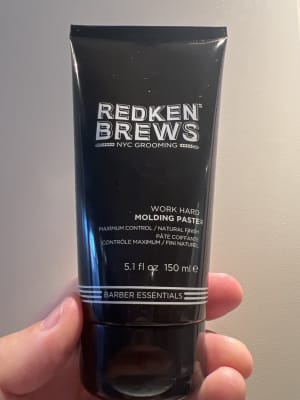 REDKEN™
BREWS
NYC GROOMING
WORK HARD
MOLDING PASTE
MAXIMUM CONTROL / NATURAL FINISH
PÂTE COIFFANTE
CONTRÔLE MAXIMUM / FINI NATUREL
5.1 fl oz 150 ml e
BARBER ESSENTIALS